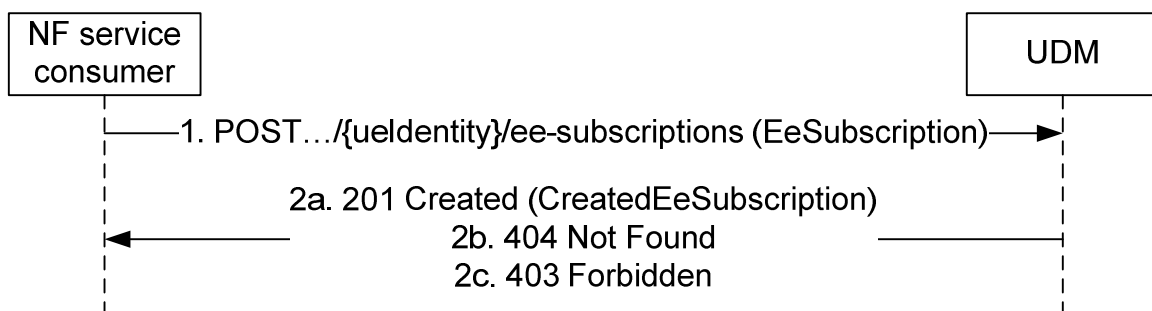 NF service
consumer
UDM
1. POST…/{ueIdentity}/ee-subscriptions (EeSubscription)
2a. 201 Created (CreatedEeSubscription)
2b. 404 Not Found
2c. 403 Forbidden